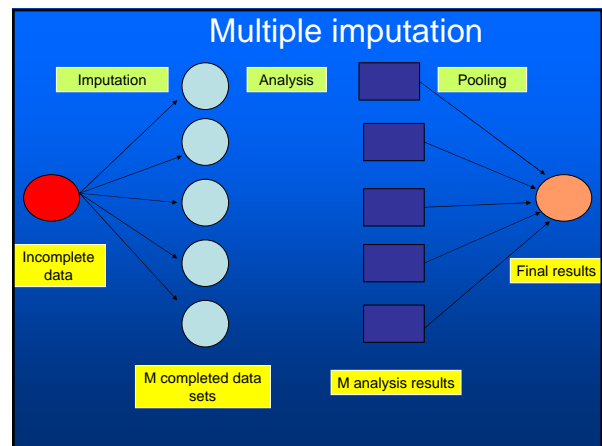 Multiple imputation
Imputation
Analysis
Pooling
Incomplete
data
Final results
M completed data
sets
M analysis results